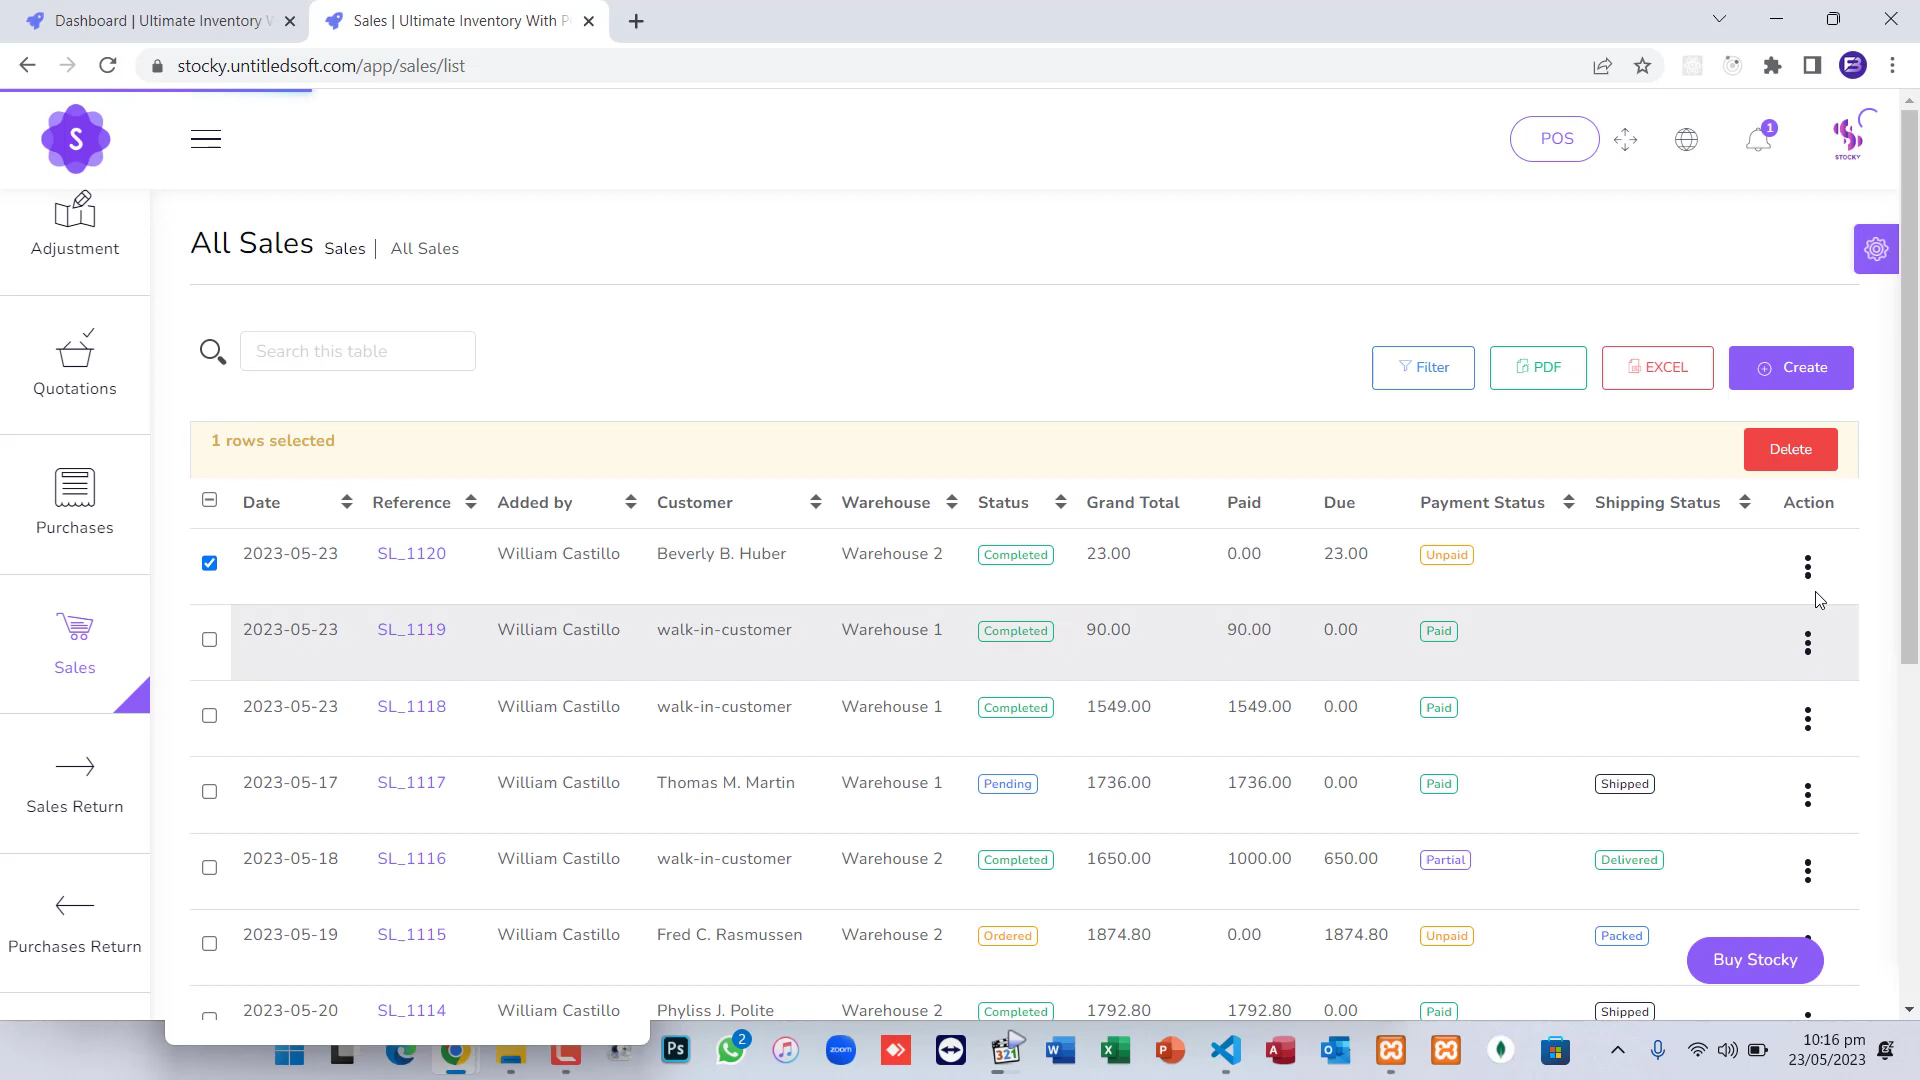 Dashboard | Ultimate Inventory W
Sales | Ultimate Inventory With P
stocky.untitledsoft.com/app/sales/list
S
POS
1
STOCKY
Adjustment
Quotations
Purchases
Sales
Sales Return
Purchases Return
All Sales Sales | All Sales
Search this table
Filter
PDF
EXCEL
Create
1 rows selected
Delete
Date Reference Added by Customer Warehouse Status Grand Total Paid Due Payment Status Shipping Status Action
2023-05-23 SL_1120 William Castillo Beverly B. Huber Warehouse 2 Completed 23.00 0.00 23.00 Unpaid
2023-05-23 SL_1119 William Castillo walk-in-customer Warehouse 1 Completed 90.00 90.00 0.00 Paid
2023-05-23 SL_1118 William Castillo walk-in-customer Warehouse 1 Completed 1549.00 1549.00 0.00 Paid
2023-05-17 SL_1117 William Castillo Thomas M. Martin Warehouse 1 Pending 1736.00 1736.00 0.00 Paid Shipped
2023-05-18 SL_1116 William Castillo walk-in-customer Warehouse 2 Completed 1650.00 1000.00 650.00 Partial Delivered
2023-05-19 SL_1115 William Castillo Fred C. Rasmussen Warehouse 2 Ordered 1874.80 0.00 1874.80 Unpaid Packed
2023-05-20 SL_1114 William Castillo Phyliss J. Polite Warehouse 2 Completed 1792.80 1792.80 0.00 Paid Shipped
Buy Stocky
Ps
2
zoom
321
10:16 pm
23/05/2023